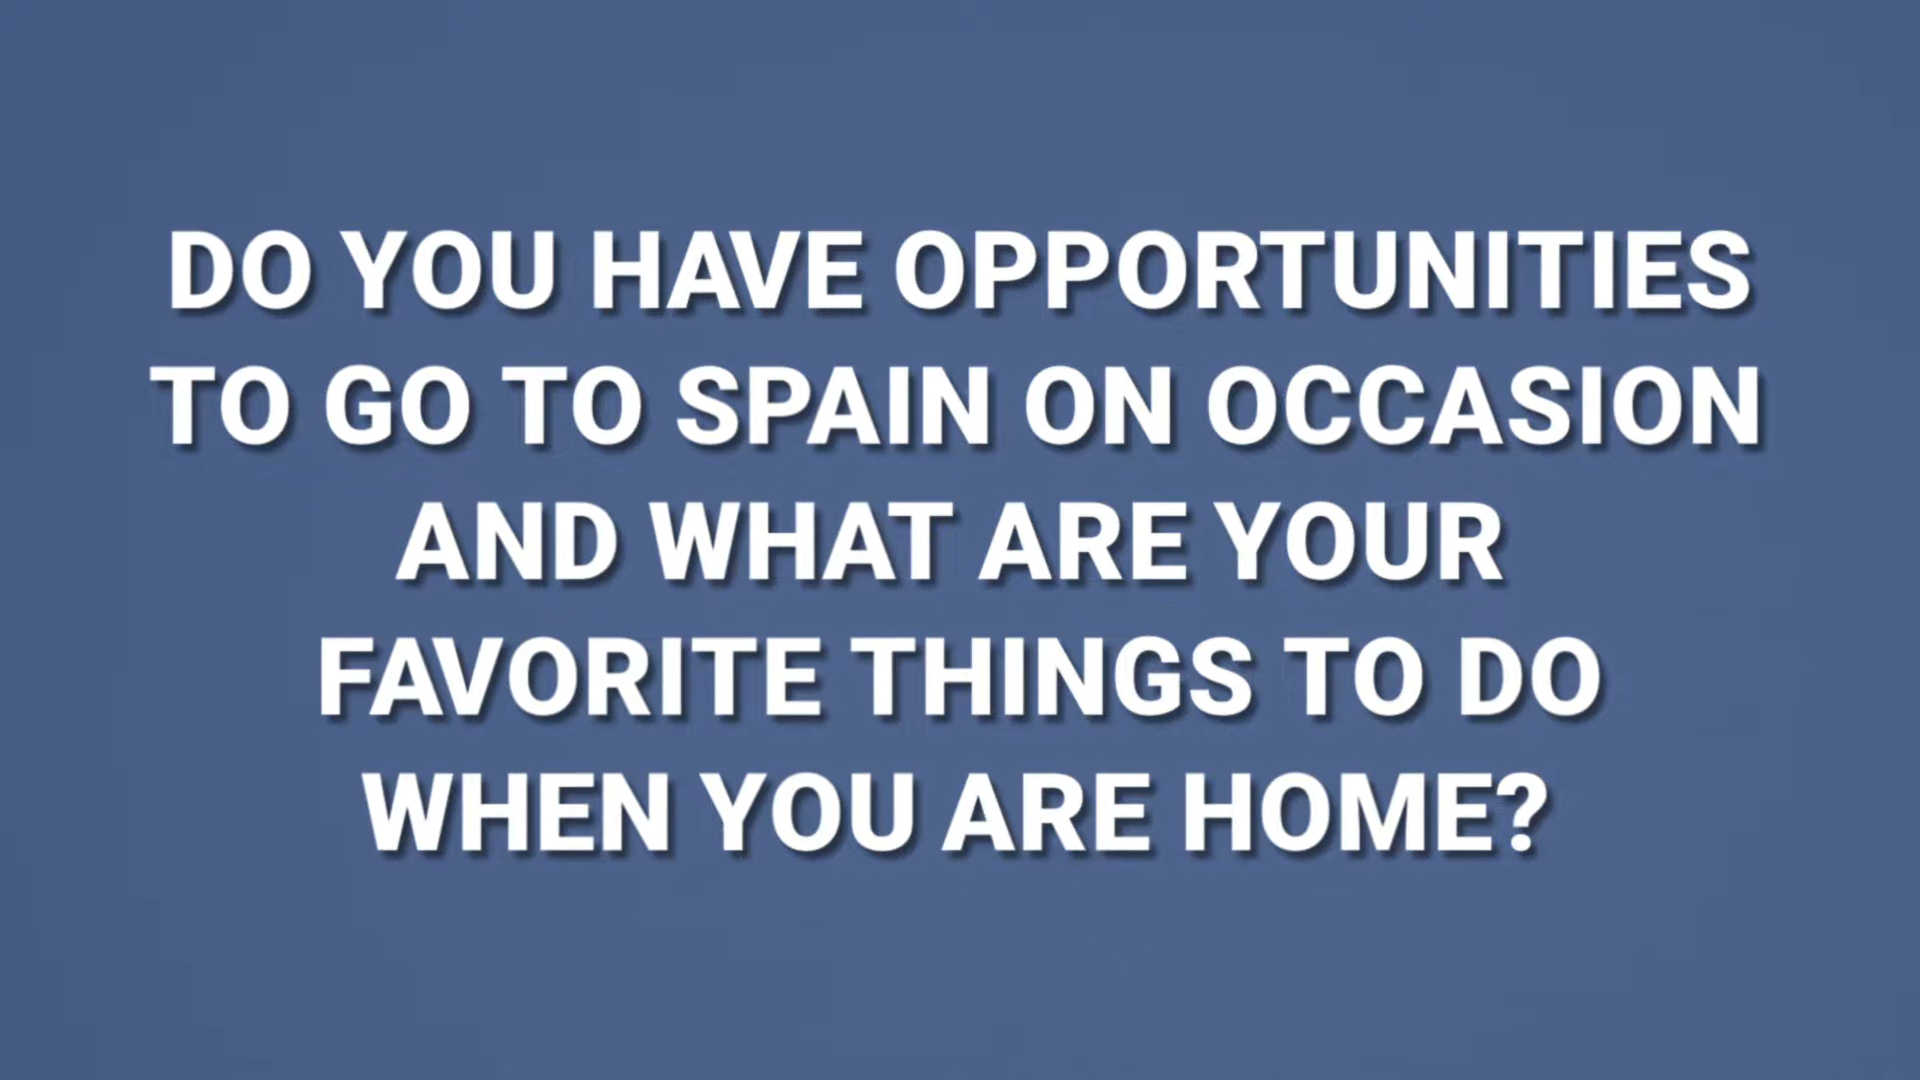 DO YOU HAVE OPPORTUNITIES
TO GO TO SPAIN ON OCCASION
AND WHAT ARE YOUR
FAVORITE THINGS TO DO
WHEN YOU ARE HOME?